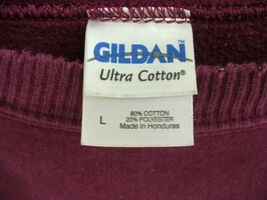 GILDAN
Ultra Cotton®
L
80% COTTON
20% POLYESTER
Made in Honduras